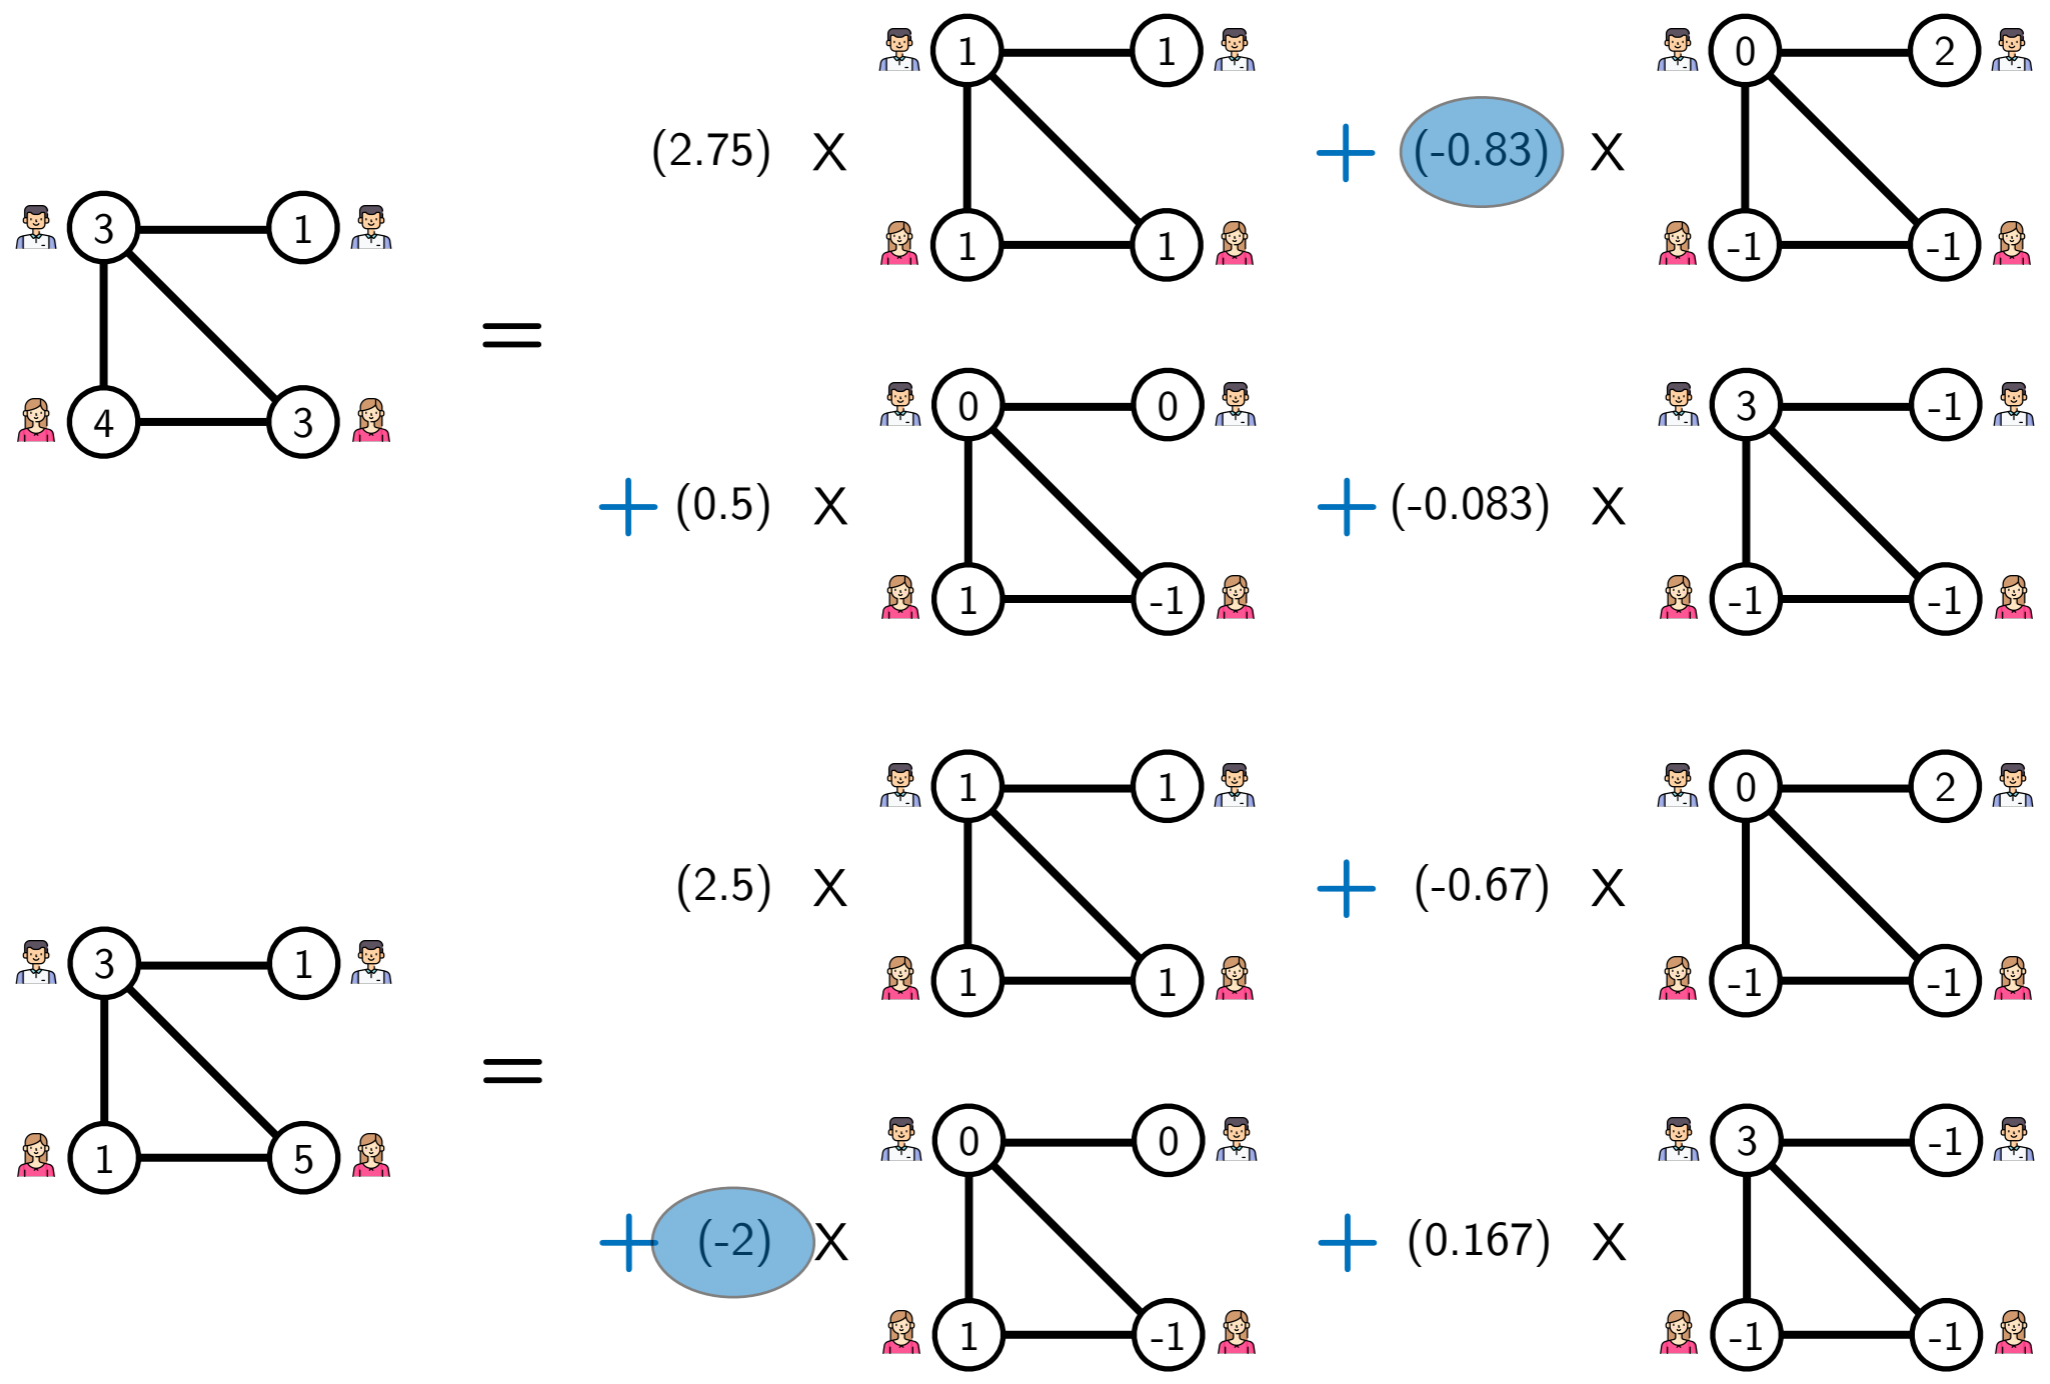 1 1 0 2
(2.75) X + (-0.83) X
3 1 1 1 -1 -1
=
0 0 3 -1
4 3
+ (0.5) X + (-0.083) X
1 -1 -1 -1
1 1 0 2
(2.5) X + (-0.67) X
3 1 1 1 -1 -1
=
0 0 3 -1
1 5
+ (-2) X + (0.167) X
1 -1 -1 -1